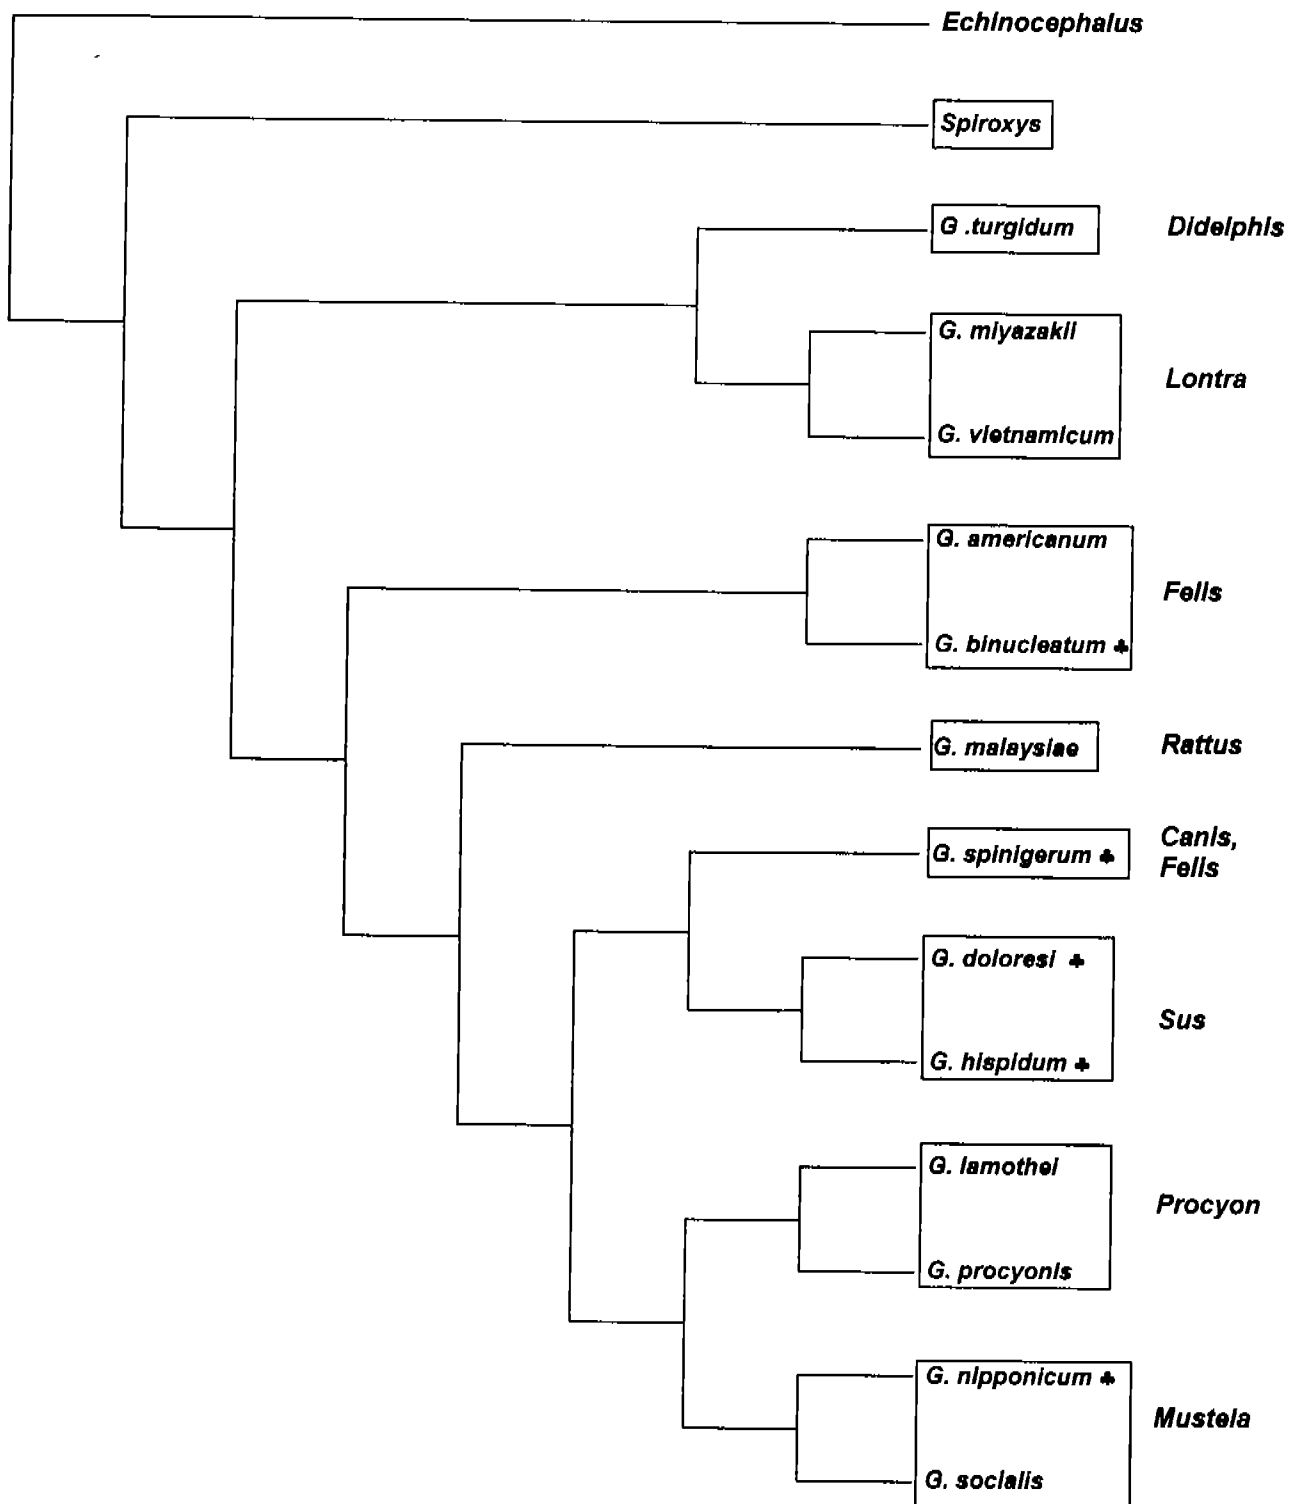 Echinocephalus
Spiroxys
G .turgidum
Didelphis
G. miyazakii
Lontra
G. vietnamicum
G. americanum
Felis
G. binucleatum ♣
G. malaysiae
Rattus
Canis,
Felis
G. spinigerum ♣
G. doloresi ♣
Sus
G. hispidum ♣
G. lamothei
Procyon
G. procyonis
G. nipponicum ♣
Mustela
G. socialis